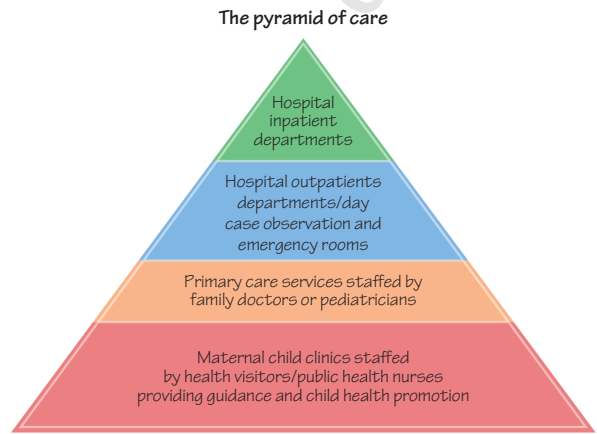 The pyramid of care
Hospital
inpatient
departments
Hospital outpatients
departments/day
case observation and
emergency rooms
Primary care services staffed by
family doctors or pediatricians
Maternal child clinics staffed
by health visitors/public health nurses
providing guidance and child health promotion